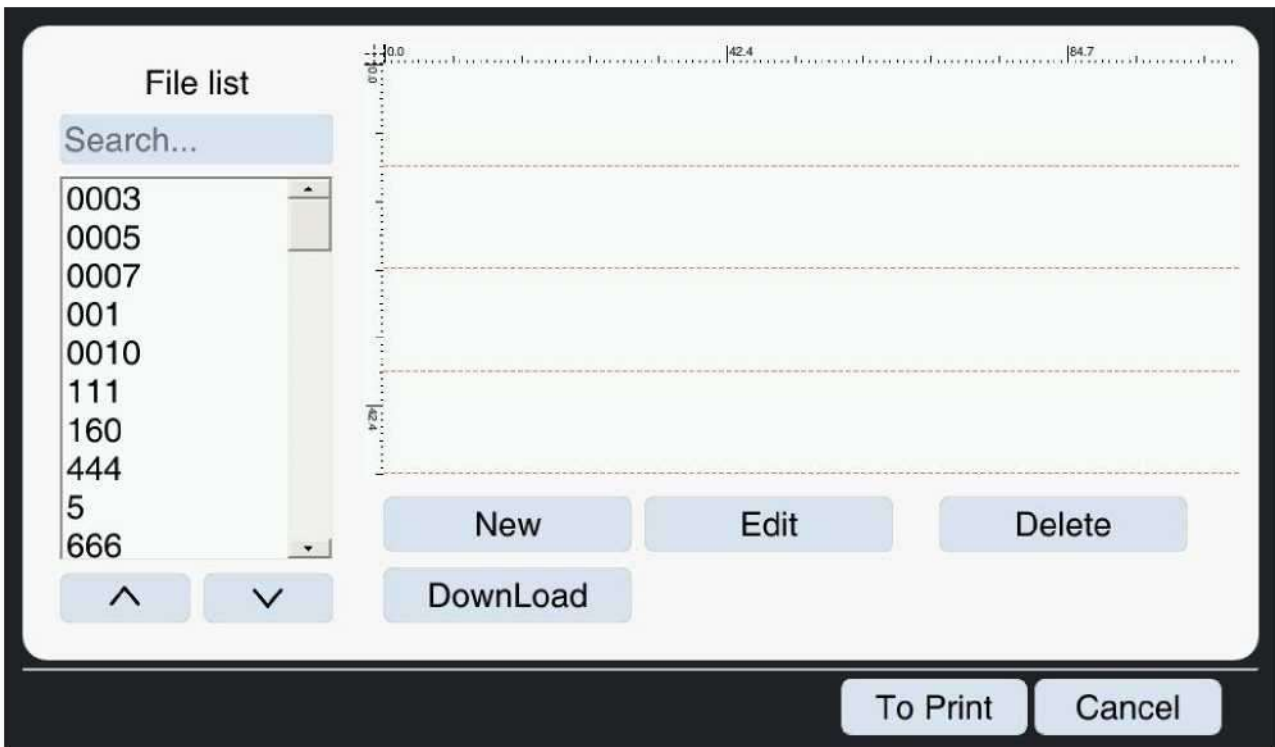 File list
Search...
0003
0005
0007
001
0010
111
160
444
5
666
0.0
42.4
84.7
0.0
42.4
New
Edit
Delete
DownLoad
To Print
Cancel